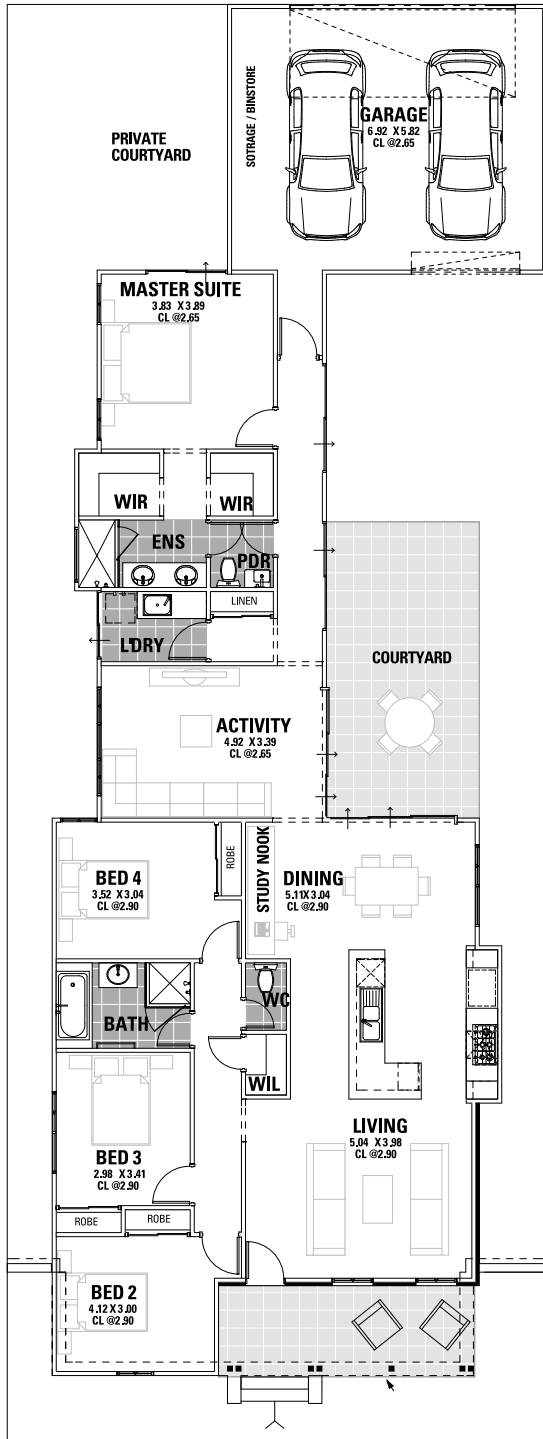 PRIVATE
COURTYARD
SOTRAGE / BINSTORE
GARAGE
6.92 X 5.82
CL @2.65
MASTER SUITE
3.83 X 3.89
CL @2.65
WIR
WIR
ENS
PDR
LINEN
LDRY
COURTYARD
ACTIVITY
4.92 X 3.39
CL @2.65
BED 4
3.52 X 3.04
CL @2.90
ROBE
STUDY NOOK
DINING
5.11X 3.04
CL @2.90
WC
BATH
WIL
LIVING
5.04 X 3.98
CL @2.90
BED 3
2.98 X 3.41
CL @2.90
ROBE
ROBE
BED 2
4.12 X 3.00
CL @2.90